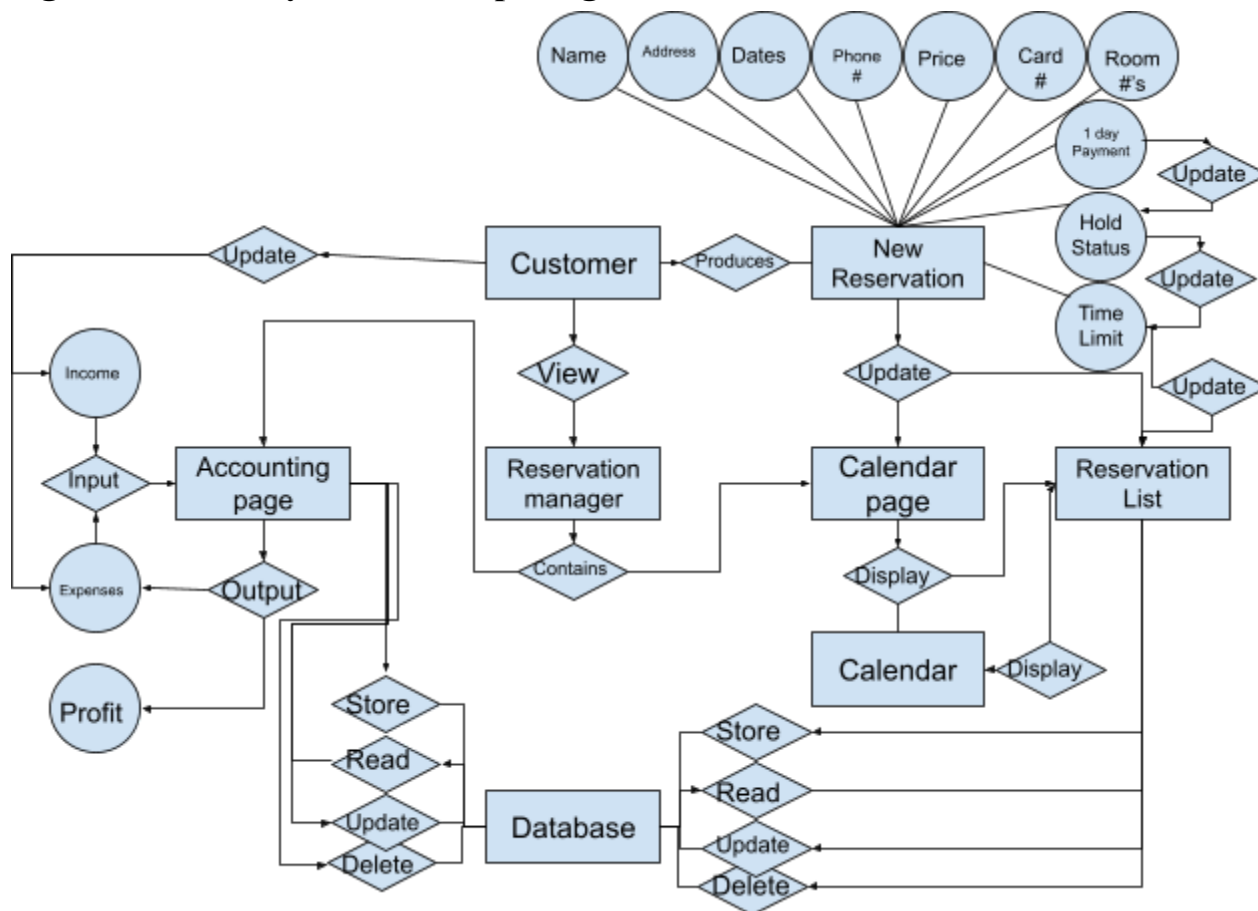 Name
Address
Dates
Phone
#
Price
Card
#
Room
#'s
1 day
Payment
Update
Hold
Status
Update
Customer
Produces
New
Reservation
Update
Time
Limit
Income
View
Update
Update
Input
Accounting
page
Reservation
manager
Calendar
page
Reservation
List
Expenses
Output
Contains
Display
Calendar
Display
Profit
Store
Store
Read
Read
Update
Database
Update
Delete
Delete